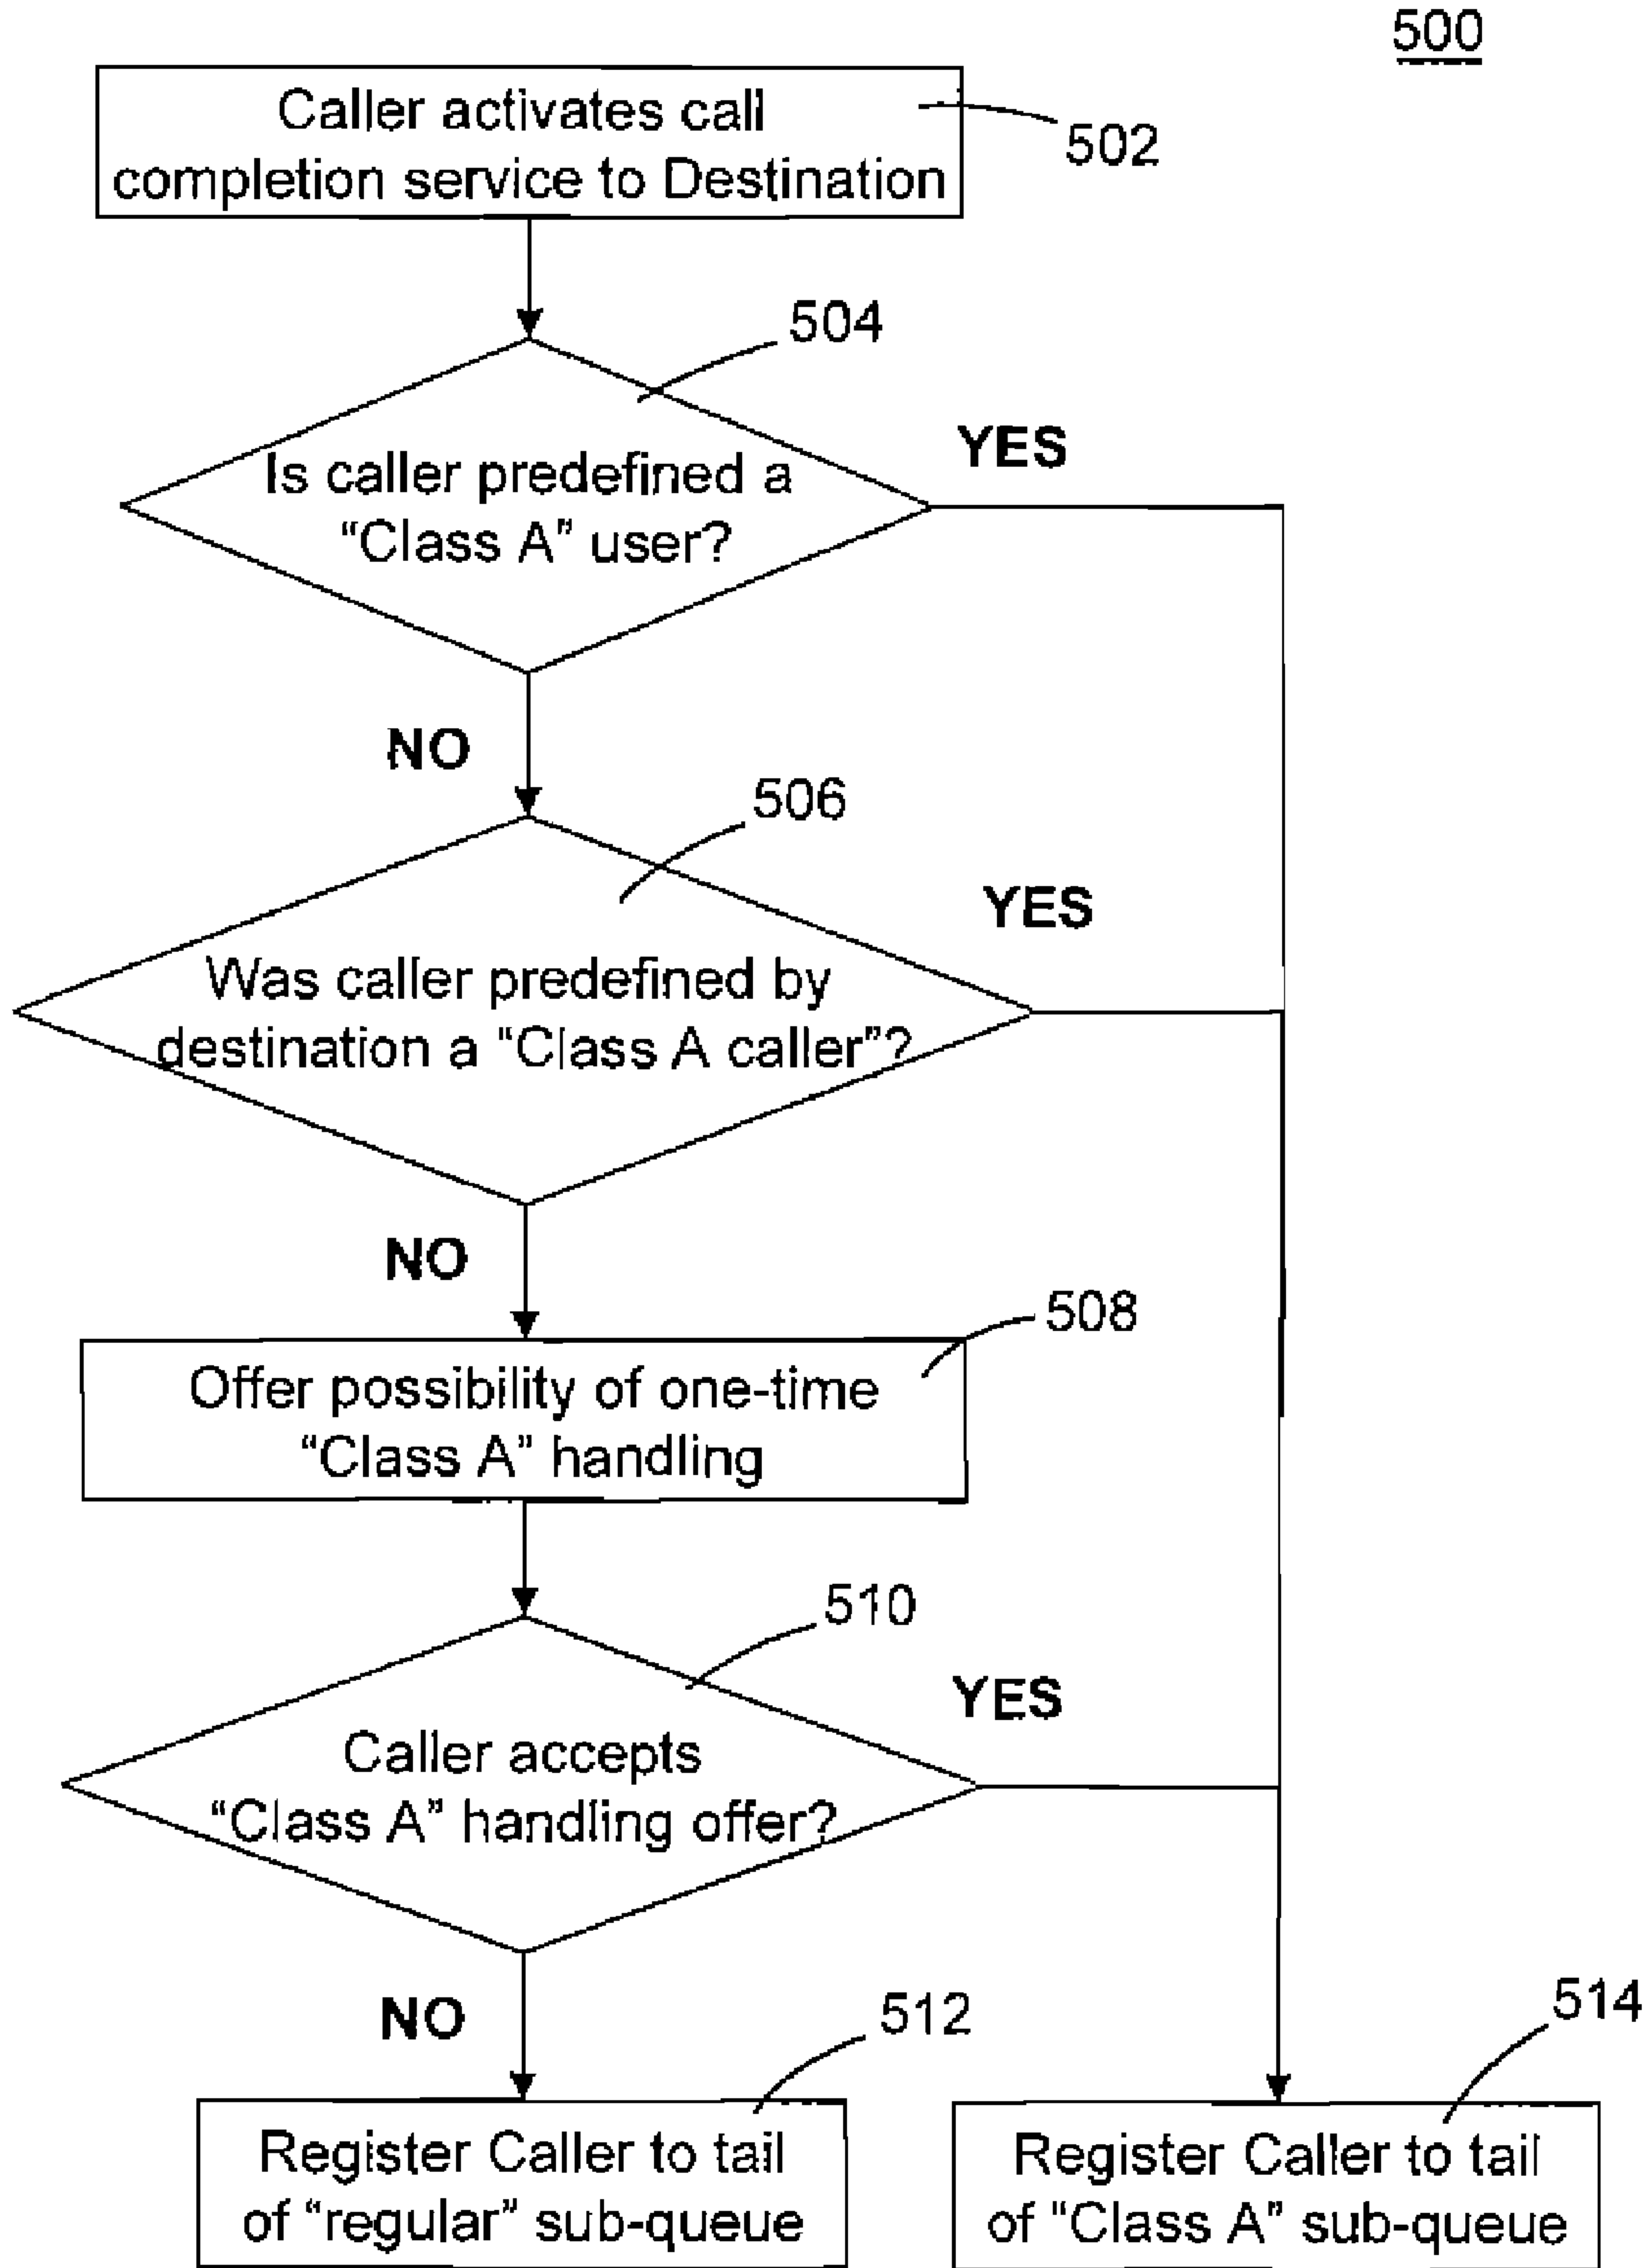 500
Caller activates call
completion service to Destination
502
504
Is caller predefined a
“Class A” user?
YES
NO
506
Was caller predefined by
destination a “Class A caller”?
YES
NO
508
Offer possibility of one-time
“Class A” handling
510
Caller accepts
“Class A” handling offer?
YES
NO
512
514
Register Caller to tail
of “regular” sub-queue
Register Caller to tail
of “Class A” sub-queue